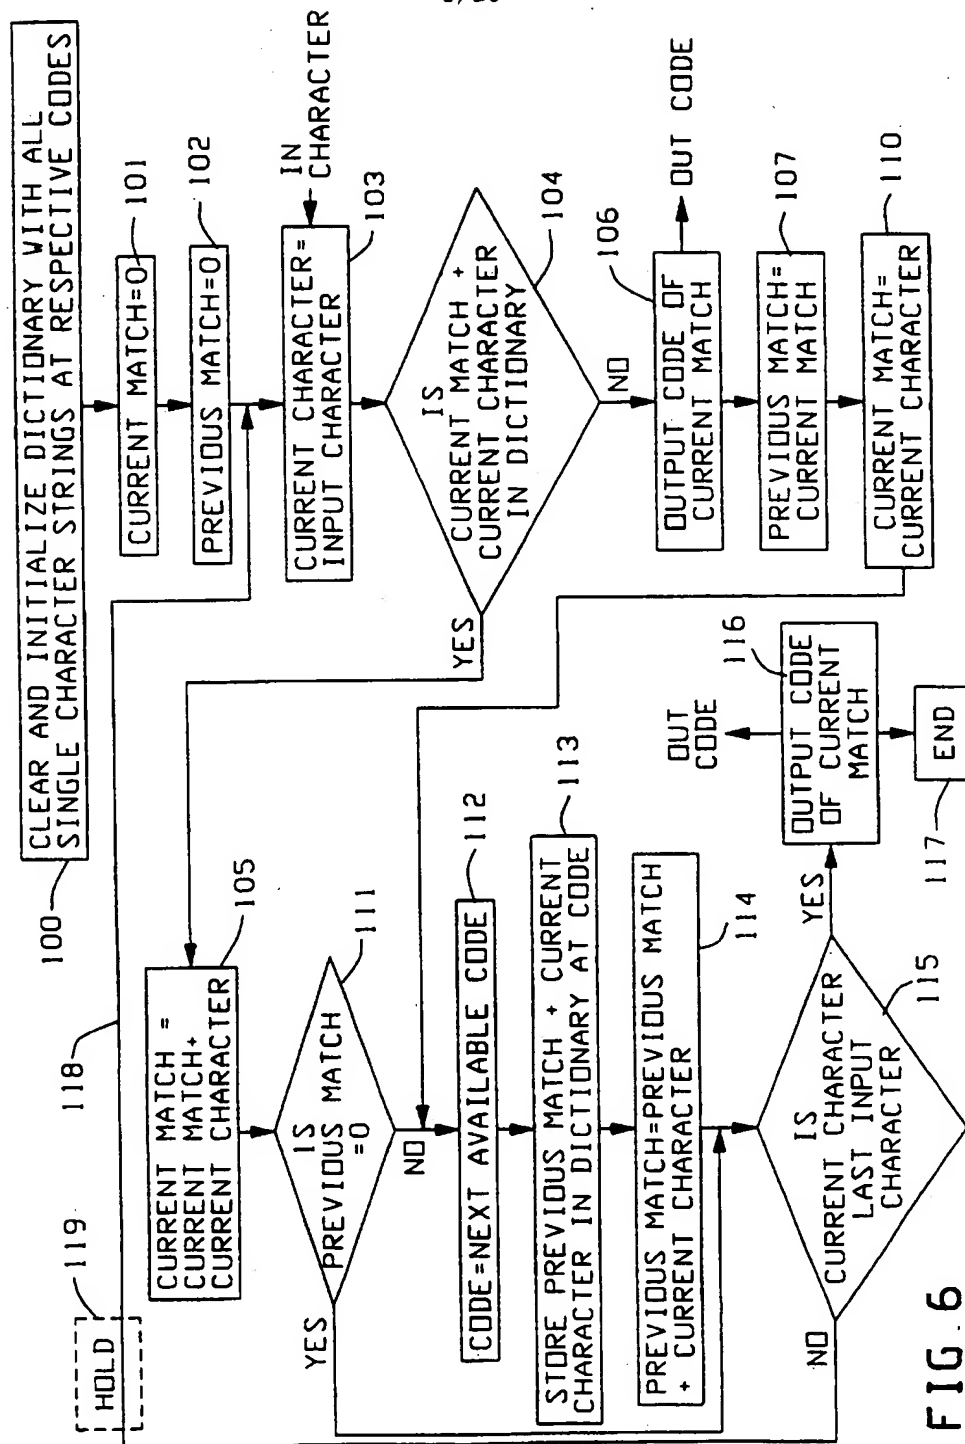 CLEAR AND INITIALIZE DICTIONARY WITH ALL
SINGLE CHARACTER STRINGS AT RESPECTIVE CODES
100
CURRENT MATCH=0
101
PREVIOUS MATCH=0
102
IN
CHARACTER
CURRENT CHARACTER=
INPUT CHARACTER
103
IS
CURRENT MATCH +
CURRENT CHARACTER
IN DICTIONARY
104
YES
NO
OUTPUT CODE OF
CURRENT MATCH
106
OUT CODE
PREVIOUS MATCH=
CURRENT MATCH
107
CURRENT MATCH=
CURRENT CHARACTER
110
118
119
HOLD
CURRENT MATCH =
CURRENT MATCH+
CURRENT CHARACTER
105
IS
PREVIOUS MATCH
=0
111
YES
NO
CODE=NEXT AVAILABLE CODE
112
STORE PREVIOUS MATCH + CURRENT
CHARACTER IN DICTIONARY AT CODE
113
PREVIOUS MATCH=PREVIOUS MATCH
+ CURRENT CHARACTER
114
IS
CURRENT CHARACTER
LAST INPUT
CHARACTER
115
NO
YES
OUTPUT CODE
OF CURRENT
MATCH
116
OUT
CODE
END
117
FIG.6